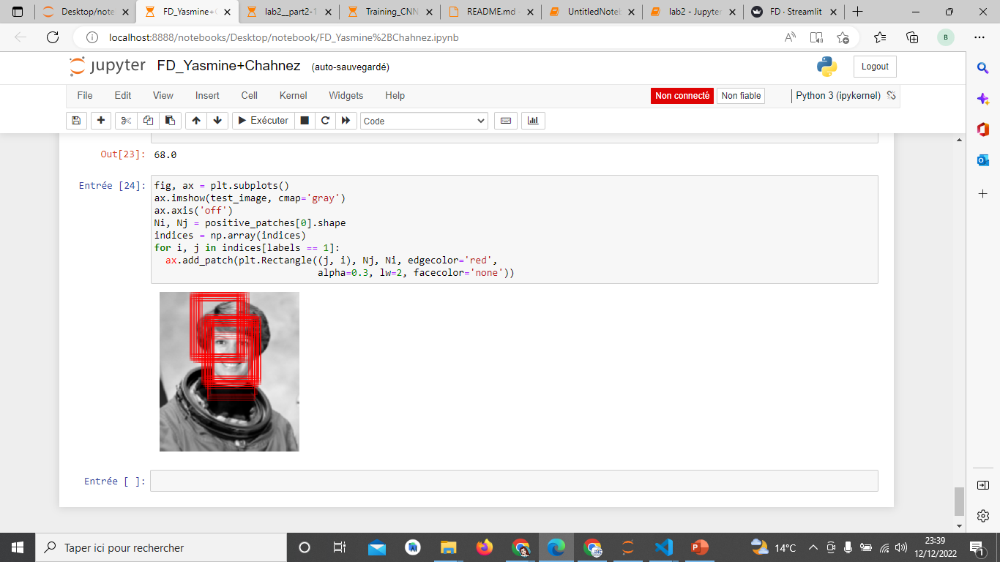 Desktop/note
FD_Yasmine+C
lab2__part2-1
Training_CNN
README.md -
UntitledNoteb
lab2 - Jupyter
FD · Streamlit
localhost:8888/notebooks/Desktop/notebook/FD_Yasmine%2BChahnez.ipynb
B
jupyter FD_Yasmine+Chahnez (auto-sauvegardé)
Logout
File Edit View Insert Cell Kernel Widgets Help
Non connecté Non fiable Python 3 (ipykernel)
Exécuter Code
Out[23]: 68.0
Entrée [24]: fig, ax = plt.subplots()
ax.imshow(test_image, cmap='gray')
ax.axis('off')
Ni, Nj = positive_patches[0].shape
indices = np.array(indices)
for i, j in indices[labels == 1]:
  ax.add_patch(plt.Rectangle((j, i), Nj, Ni, edgecolor='red',
                             alpha=0.3, lw=2, facecolor='none'))
Entrée [ ]:
Taper ici pour rechercher
14°C
23:39
12/12/2022
1